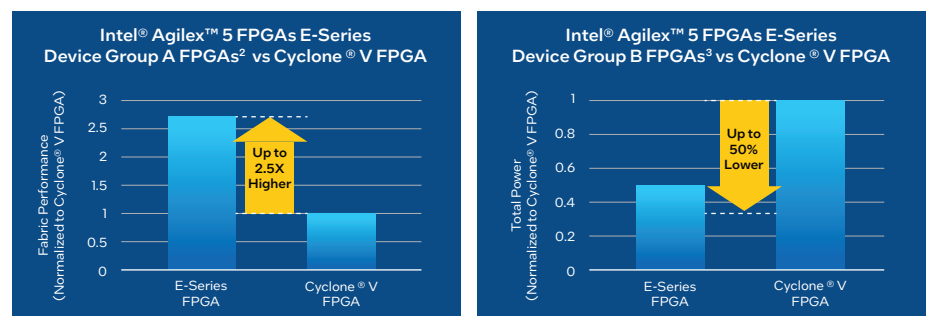 Intel® Agilex™ 5 FPGAs E-Series
Device Group A FPGAs² vs Cyclone ® V FPGA
Fabric Performance
(Normalized to Cyclone® V FPGA)
3
2.5
2
1.5
1
0.5
0
Up to
2.5X
Higher
E-Series
FPGA
Cyclone ® V
FPGA
Intel® Agilex™ 5 FPGAs E-Series
Device Group B FPGAs³ vs Cyclone ® V FPGA
Total Power
(Normalized to Cyclone® V FPGA)
1
0.8
0.6
0.4
0.2
0
Up to
50%
Lower
E-Series
FPGA
Cyclone ® V
FPGA